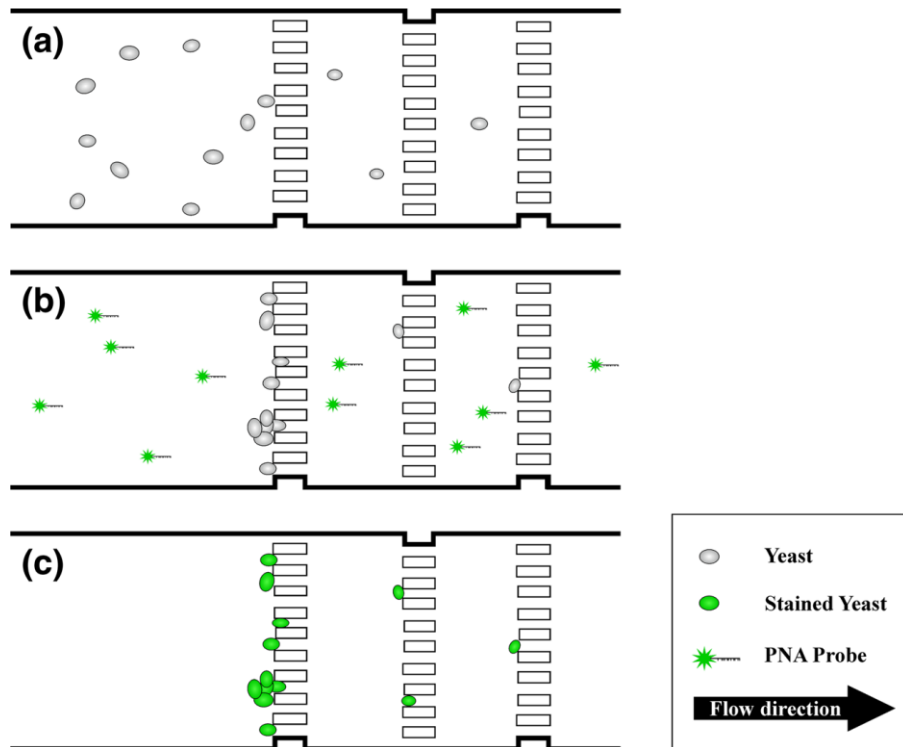 (a)
(b)
(c)
Yeast
Stained Yeast
PNA Probe
Flow direction